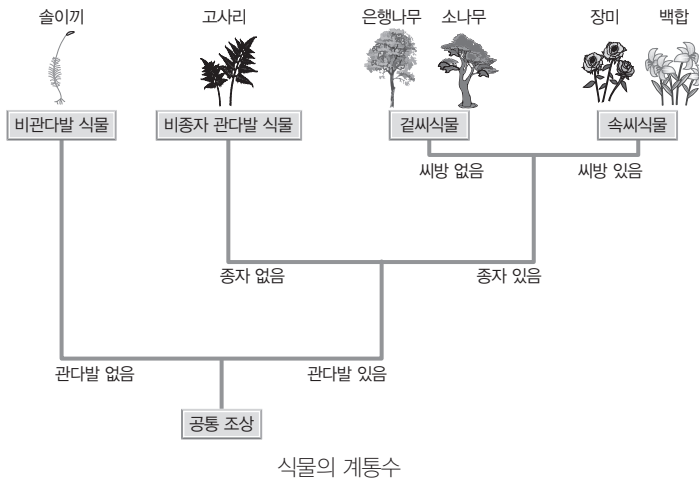 솔이끼
고사리
은행나무 소나무
장미 백합
비관다발 식물
비종자 관다발 식물
겉씨식물
속씨식물
씨방 없음
씨방 있음
종자 없음
종자 있음
관다발 없음
관다발 있음
공통 조상
식물의 계통수